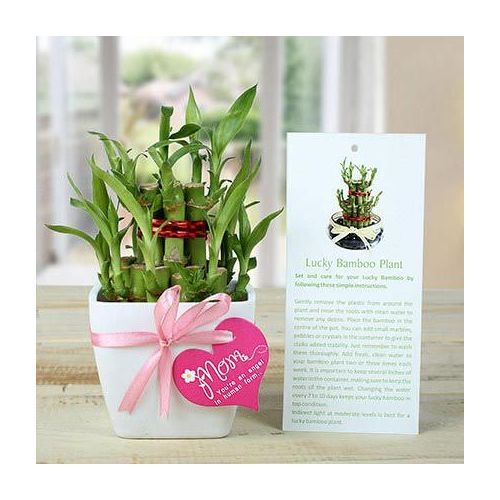 Mom
You're an angel
in human form..
Lucky Bamboo Plant
Set and care for your Lucky Bamboo by
following these simple instructions.
Gently remove the plastic from around the
plant and rinse the roots with clean water to
remove any debris. Place the bamboo in the
centre of the pot. You can add small marbles,
pebbles or crystals in the container to give the
stalks added stability. Just remember to wash
them thoroughly. Add fresh, clean water to
your bamboo plant two or three times each
week. It is important to keep several inches of
water in the container, making sure to keep the
roots of the plant wet. Changing the water
every 7 to 10 days keeps your lucky bamboo in
top condition.
Indirect light at moderate levels is best for a
lucky bamboo plant.